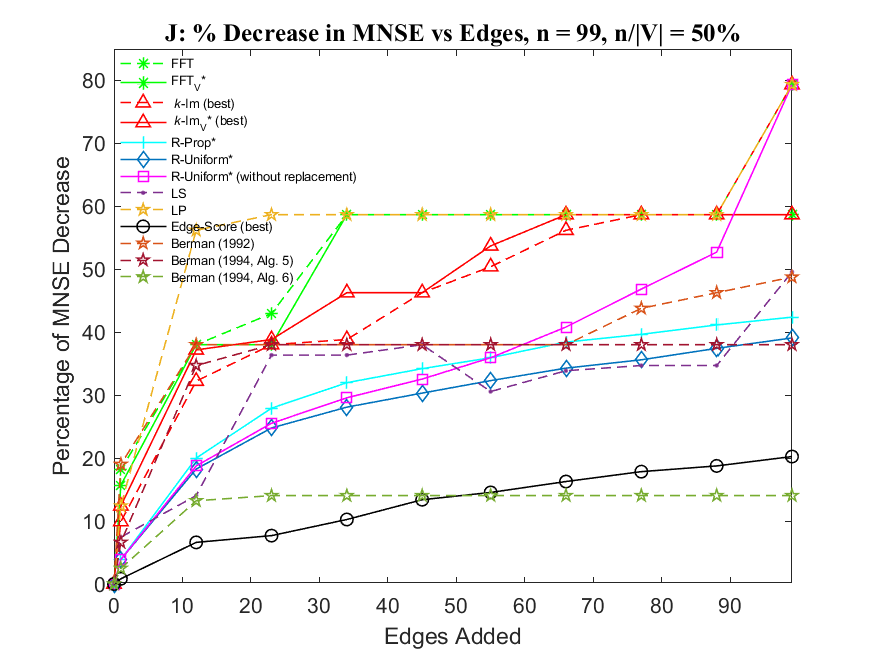 J: % Decrease in MNSE vs Edges, n = 99, n/|V| = 50%
FFT
FFT_V*
k-lm (best)
k-lm_V* (best)
R-Prop*
R-Uniform*
R-Uniform* (without replacement)
LS
LP
Edge-Score (best)
Berman (1992)
Berman (1994, Alg. 5)
Berman (1994, Alg. 6)
Percentage of MNSE Decrease
80
70
60
50
40
30
20
10
0
0 10 20 30 40 50 60 70 80 90
Edges Added